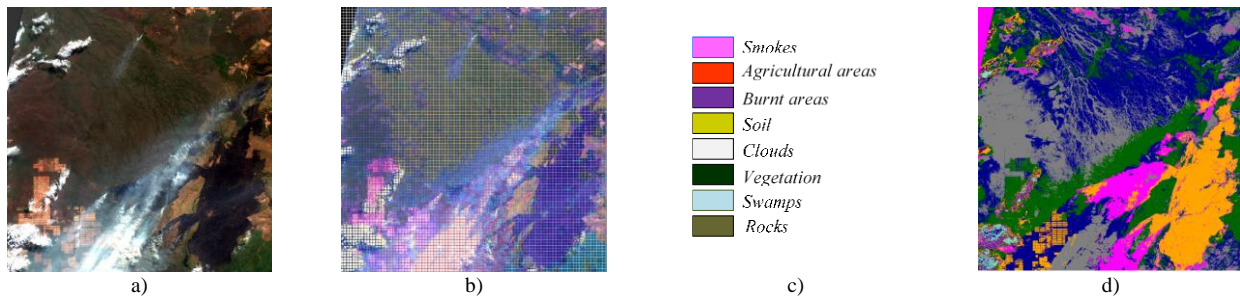 Smokes
Agricultural areas
Burnt areas
Soil
Clouds
Vegetation
Swamps
Rocks
a) b) c) d)